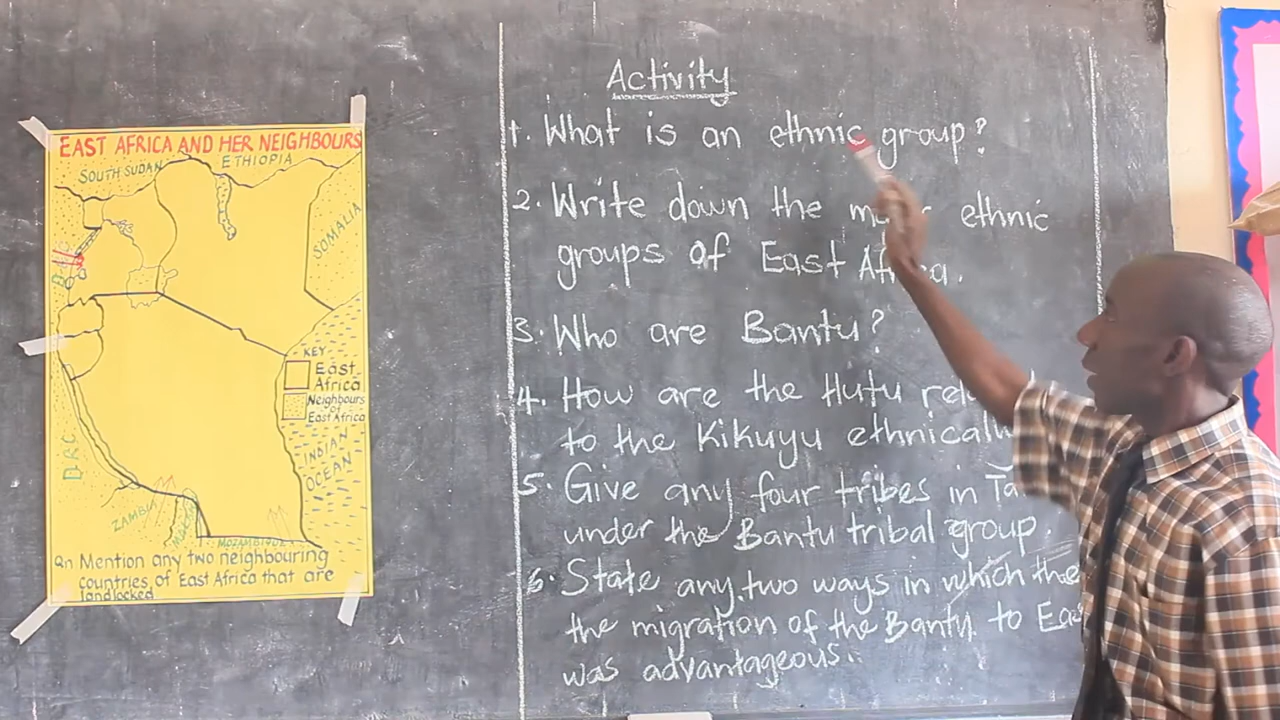 EAST AFRICA AND HER NEIGHBOURS
SOUTH SUDAN
ETHIOPIA
SOMALIA
KEY
East
Africa
Neighbours
of
East Africa
INDIAN
OCEAN
DRC
ZAMBIA
MOZAMBIQUE
Qn Mention any two neighbouring
countries of East Africa that are
landlocked
Activity
1. What is an ethnic group?
2. Write down the ethnic
groups of East
3. Who are Bantu?
4. How are the Hutu
to the Kikuyu
5. Give any four tribes in
under the Bantu tribal group.
6. State any two ways in which the
the migration of the Bantu to
was advantageous.